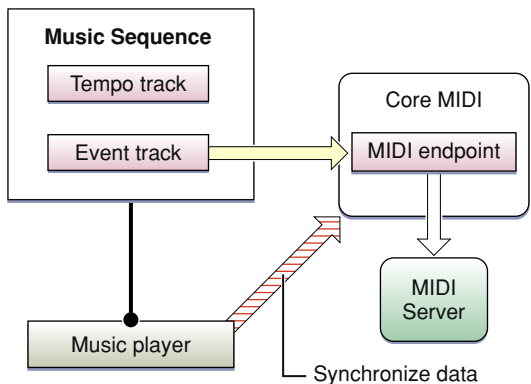 Music Sequence
Tempo track
Event track
Core MIDI
MIDI endpoint
MIDI
Server
Music player
Synchronize data